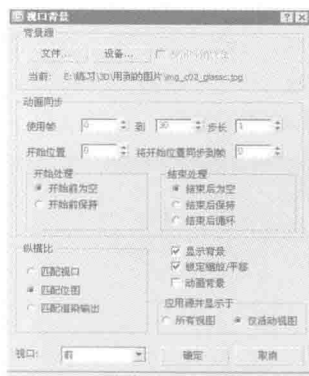 视口背景
背景源
文件... 设备...
当前: E:\练习\3D\用到的图片\img_c02_glassc.jpg
动画同步
使用帧 0 到 30 步长 1
开始位置 0 将开始位置同步到帧 0
开始处理 结束处理
开始前为空 结束后为空
开始前保持 结束后保持
结束后循环
纵横比 显示背景
匹配视口 锁定缩放/平移
匹配位图 动画背景
匹配渲染输出 应用源并显示于
所有视图 仅活动视图
视口: 前 确定 取消